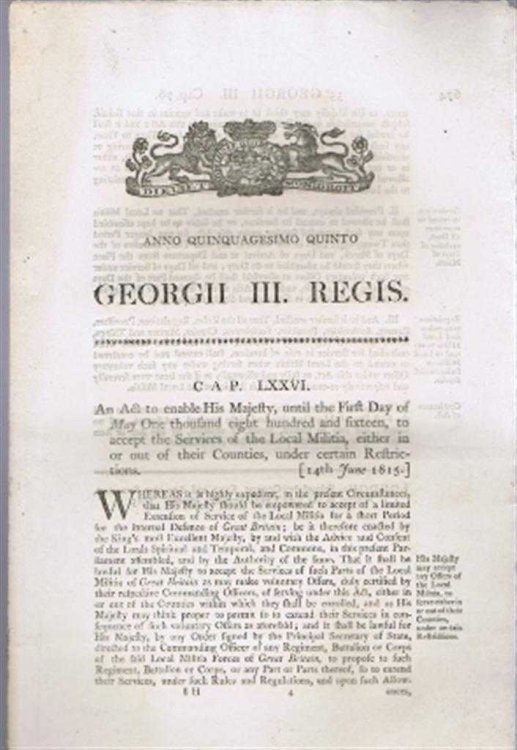 DIEU ET MON DROIT
ANNO QUINQUAGESIMO QUINTO
GEORGII III. REGIS.
CAP. LXXVI.
An Act to enable His Majeſty, until the Firſt Day of
May One thouſand eight hundred and ſixteen, to
accept the Services of the Local Militia, either in
or out of their Counties, under certain Reſtric-
tions. [14th June 1815.]
WHEREAS it is highly expedient, in the preſent Circumſtances,
that His Majeſty ſhould be empowered to accept of a limited
Extenſion of Service of the Local Militia for a ſhort Period
for the Internal Defence of Great Britain; be it therefore enacted by
the King's moſt Excellent Majeſty, by and with the Advice and Conſent
of the Lords Spiritual and Temporal, and Commons, in this preſent Par-
liament aſſembled, and by the Authority of the ſame, That it ſhall be
lawful for His Majeſty to accept the Services of ſuch Parts of the Local
Militia of Great Britain as may make voluntary Offers, duly certified by
their reſpective Commanding Officers, of ſerving under this Act, either in
or out of the Counties within which they ſhall be enrolled, and as His
Majeſty may think proper to permit ſo to extend their Services in con-
ſequence of ſuch voluntary Offers as aforeſaid; and it ſhall be lawful for
His Majeſty, by any Order ſigned by the Principal Secretary of State,
directed to the Commanding Officer of any Regiment, Battalion or Corps
of the ſaid Local Militia Forces of Great Britain, to propoſe to ſuch
Regiment, Battalion or Corps, or any Part or Parts thereof, ſo to extend
their Services, under ſuch Rules and Regulations, and upon ſuch Allow-
8 H 4 ances,
His Majeſty
may accept
any Offers of
the Local
Militia, to
ſerve either in
or out of their
Counties,
under certain
Reſtrictions.